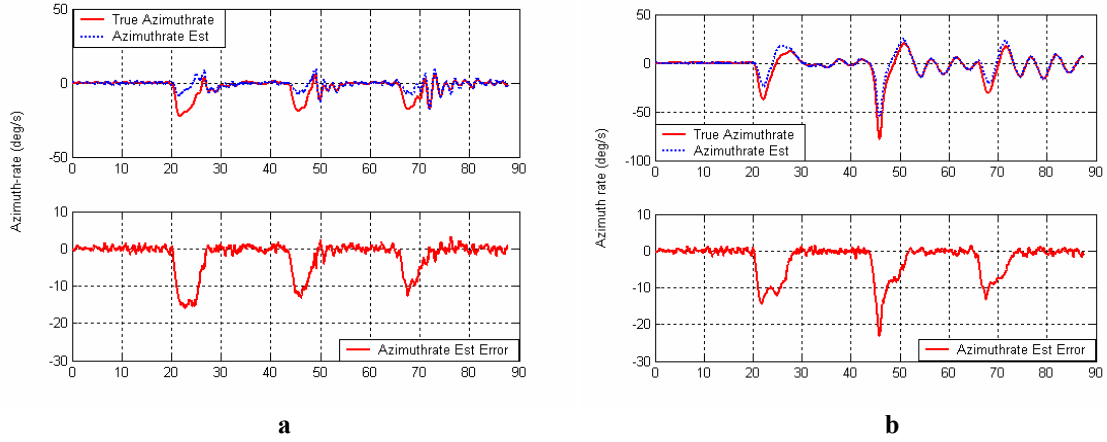 50
True Azimuthrate
Azimuthrate Est
0
-50
0 10 20 30 40 50 60 70 80 90
Azimuth-rate (deg/s)
10
0
-10
-20
Azimuthrate Est Error
-30
0 10 20 30 40 50 60 70 80 90
a
50
0
-50
True Azimuthrate
Azimuthrate Est
-100
0 10 20 30 40 50 60 70 80 90
Azimuth rate (deg/s)
10
0
-10
-20
Azimuthrate Est Error
-30
0 10 20 30 40 50 60 70 80 90
b